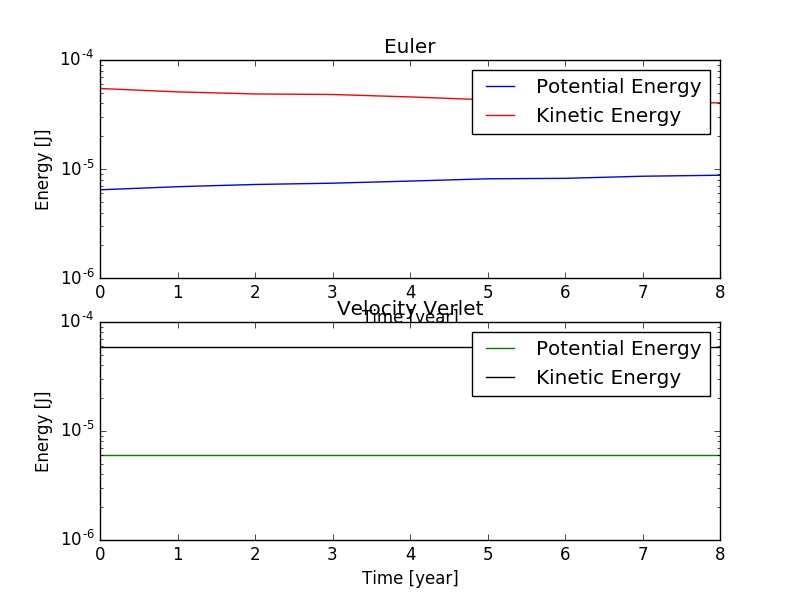 Euler
10^-4
Potential Energy
Kinetic Energy
Energy [J]
10^-5
10^-6
0 1 2 3 4 5 6 7 8
Time [year]
Velocity Verlet
10^-4
Potential Energy
Kinetic Energy
Energy [J]
10^-5
10^-6
0 1 2 3 4 5 6 7 8
Time [year]